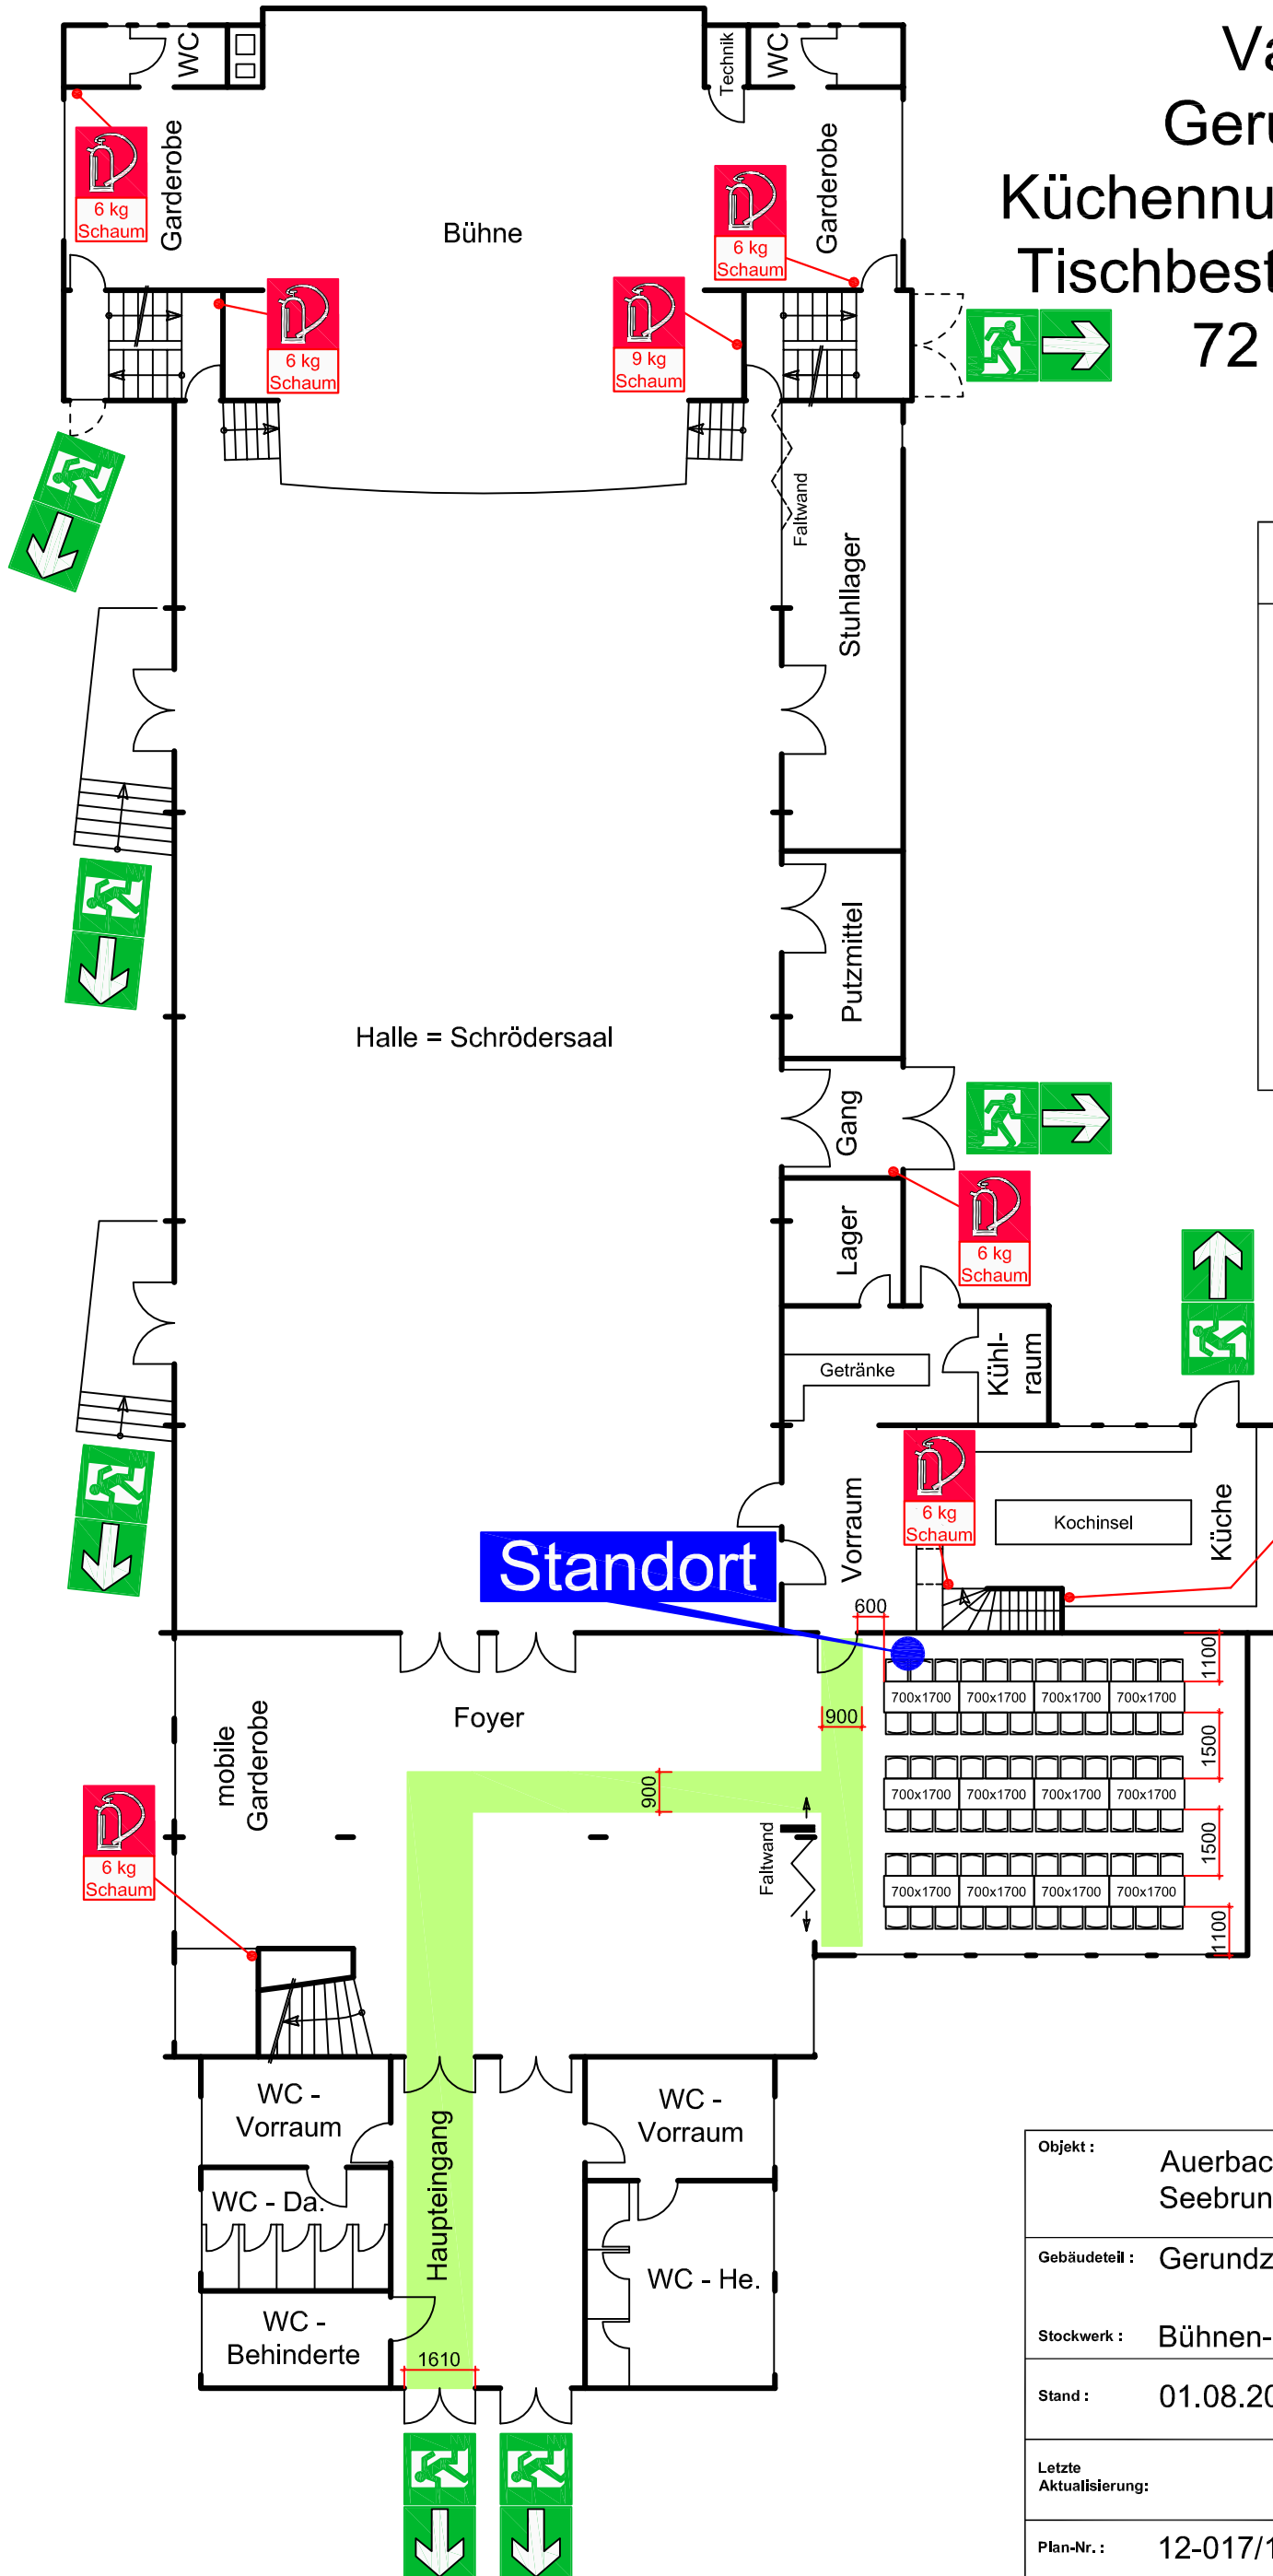 WC
Technik
WC
Va
Geru
Küchennu
Tischbest
72
Garderobe
Garderobe
6 kg
Schaum
Bühne
6 kg
Schaum
6 kg
Schaum
9 kg
Schaum
Faltwand
Stuhllager
Putzmittel
Halle = Schrödersaal
Gang
Lager
6 kg
Schaum
Getränke
Kühl-
raum
Vorraum
6 kg
Schaum
Kochinsel
Küche
Standort
600
1100
700x1700 700x1700 700x1700 700x1700
900
1500
Foyer
mobile
Garderobe
900
700x1700 700x1700 700x1700 700x1700
1500
Faltwand
6 kg
Schaum
700x1700 700x1700 700x1700 700x1700
1100
WC -
Vorraum
WC -
Vorraum
Haupteingang
WC - Da.
WC - He.
WC -
Behinderte
1610
Objekt : Auerbac
Seebrun
Gebäudeteil : Gerundz
Stockwerk : Bühnen-
Stand : 01.08.20
Letzte
Aktualisierung:
Plan-Nr. : 12-017/1